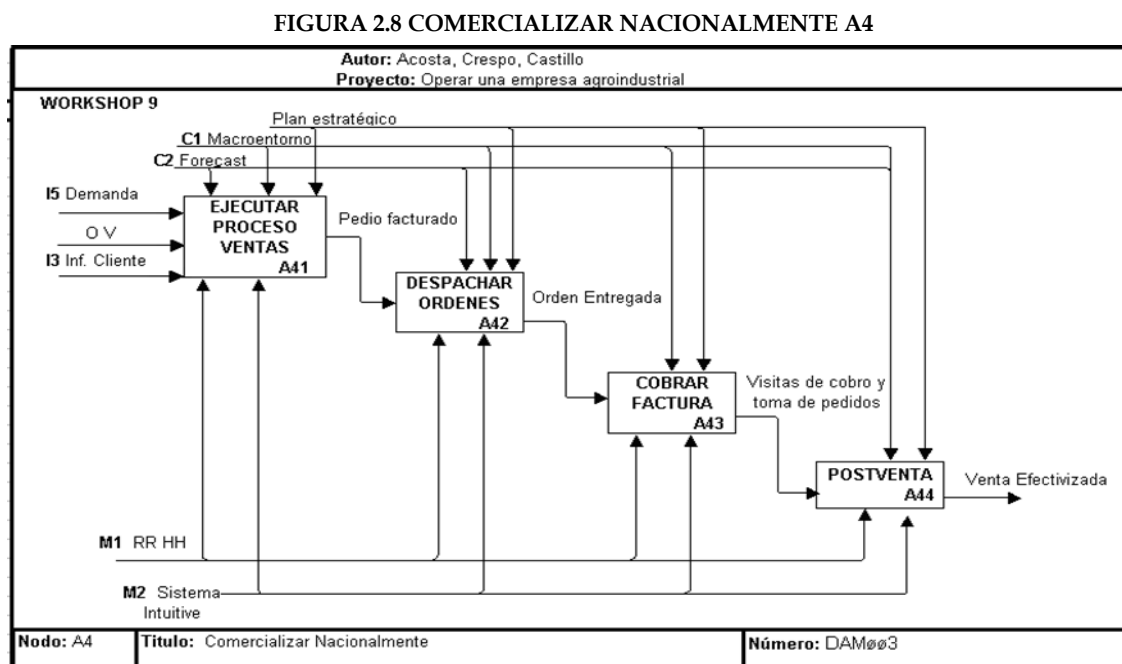 FIGURA 2.8 COMERCIALIZAR NACIONALMENTE A4
Autor: Acosta, Crespo, Castillo
Proyecto: Operar una empresa agroindustrial
WORKSHOP 9
Plan estratégico
C1 Macroentorno
C2 Forecast
I5 Demanda
O V
I3 Inf. Cliente
EJECUTAR
PROCESO
VENTAS
A41
Pedio facturado
DESPACHAR
ORDENES
A42
Orden Entregada
COBRAR
FACTURA
A43
Visitas de cobro y
toma de pedidos
POSTVENTA
A44
Venta Efectivizada
M1 RR HH
M2 Sistema
Intuitive
Nodo: A4
Titulo: Comercializar Nacionalmente
Número: DAMøø3